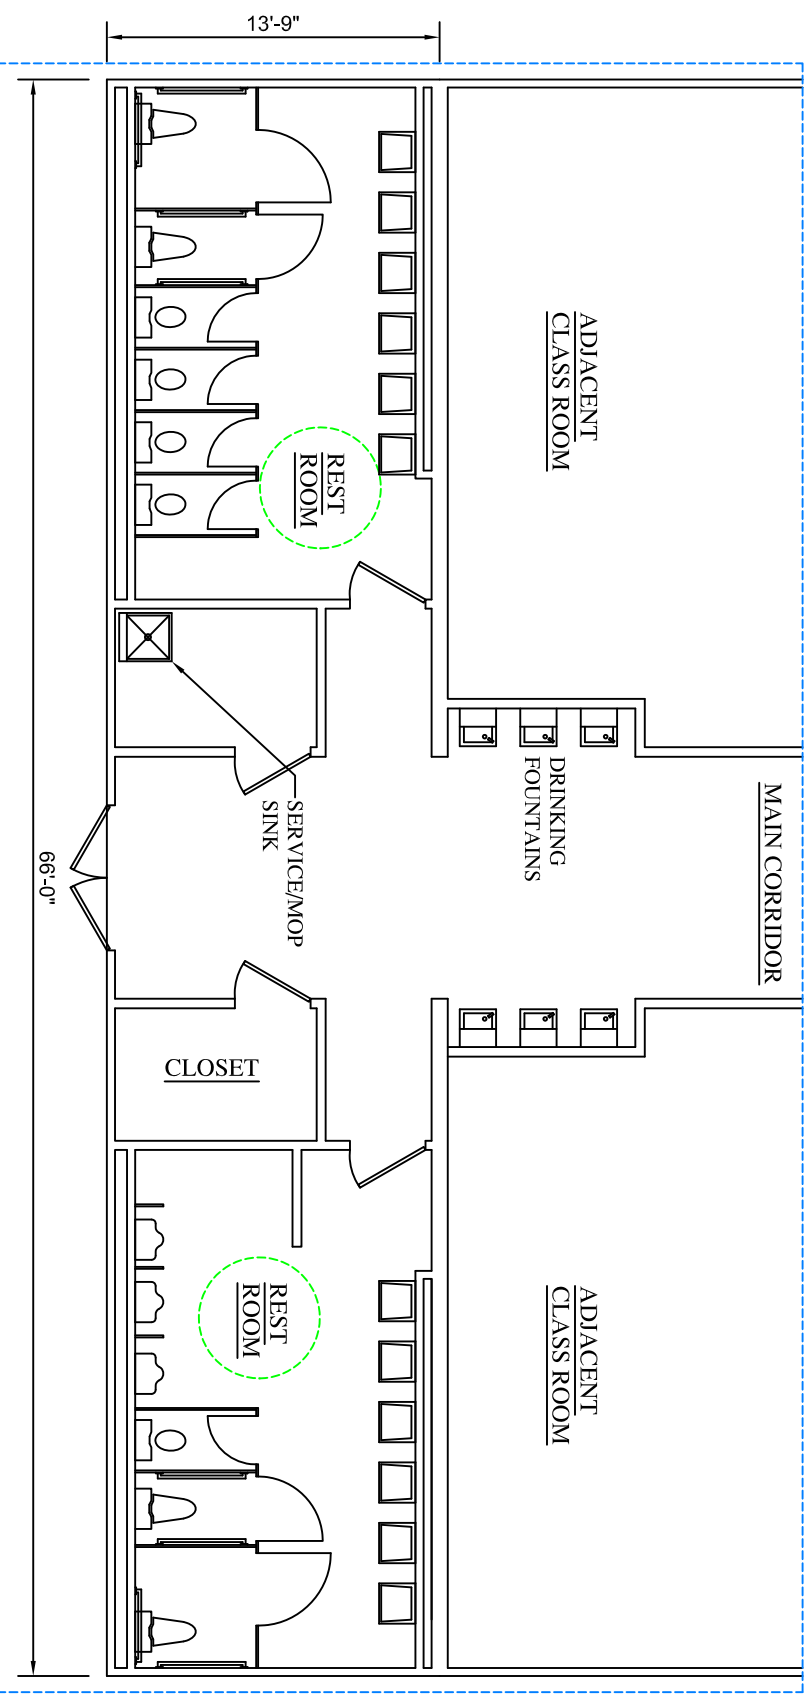 13'-9"
ADJACENT
CLASS ROOM
REST
ROOM
DRINKING
FOUNTAINS
MAIN CORRIDOR
SERVICE/MOP
SINK
66'-0"
CLOSET
REST
ROOM
ADJACENT
CLASS ROOM